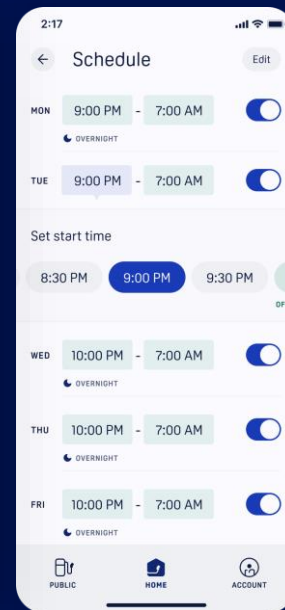 2:17
Schedule Edit
MON 9:00 PM - 7:00 AM
OVERNIGHT
TUE 9:00 PM - 7:00 AM
Set start time
8:30 PM 9:00 PM 9:30 PM
OF
WED 10:00 PM - 7:00 AM
OVERNIGHT
THU 10:00 PM - 7:00 AM
OVERNIGHT
FRI 10:00 PM - 7:00 AM
OVERNIGHT
PUBLIC HOME ACCOUNT